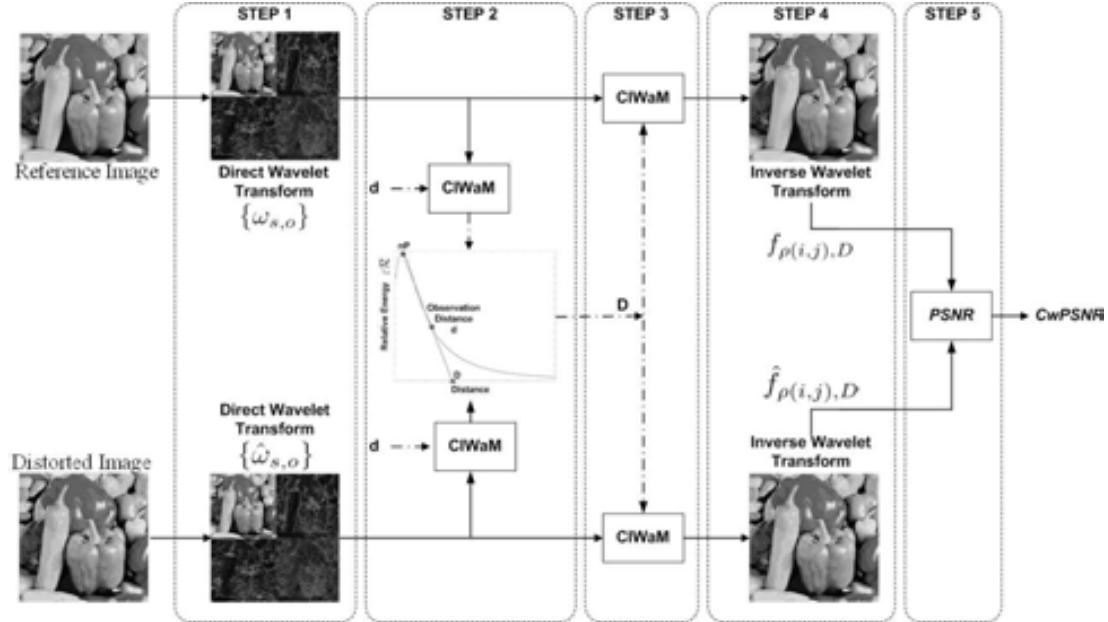 STEP 1
STEP 2
STEP 3
STEP 4
STEP 5
Reference Image
Direct Wavelet
Transform
{ω_{s,o}}
d
CIWaM
CIWaM
Inverse Wavelet
Transform
f_{ρ(i,j),D}
nP
Relative Energy
Observation
Distance
d
D
Distance
D
PSNR
CwPSNR
Distorted Image
Direct Wavelet
Transform
{ω̂_{s,o}}
d
CIWaM
CIWaM
f̂_{ρ(i,j),D}
Inverse Wavelet
Transform